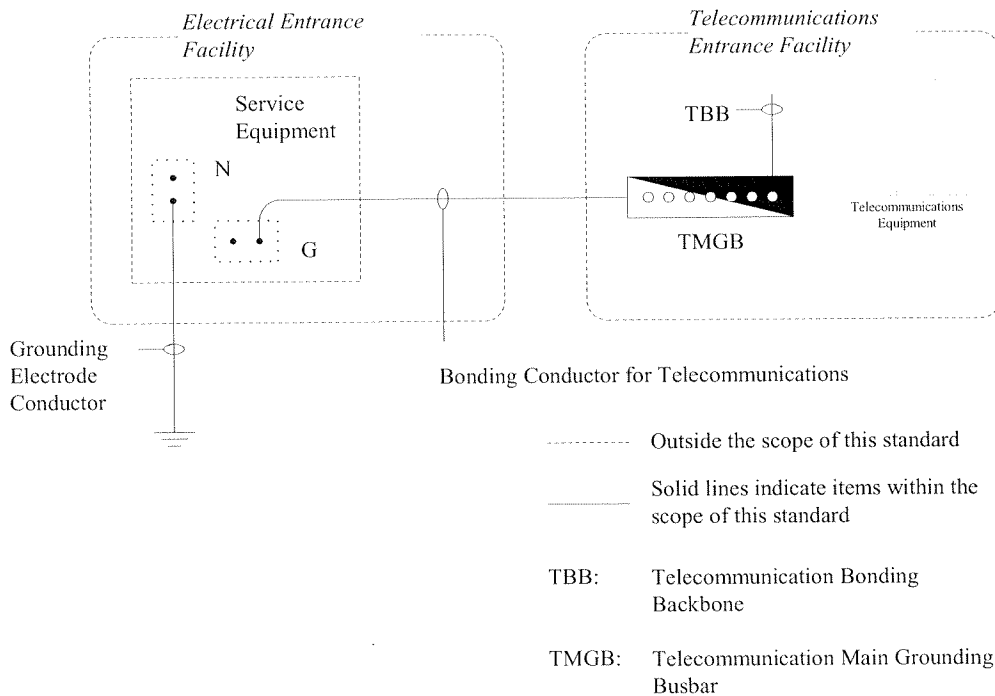 Electrical Entrance
Facility
Telecommunications
Entrance Facility
Service
Equipment
TBB
N
G
TMGB
Telecommunications
Equipment
Grounding
Electrode
Conductor
Bonding Conductor for Telecommunications
Outside the scope of this standard
Solid lines indicate items within the
scope of this standard
TBB: Telecommunication Bonding
Backbone
TMGB: Telecommunication Main Grounding
Busbar